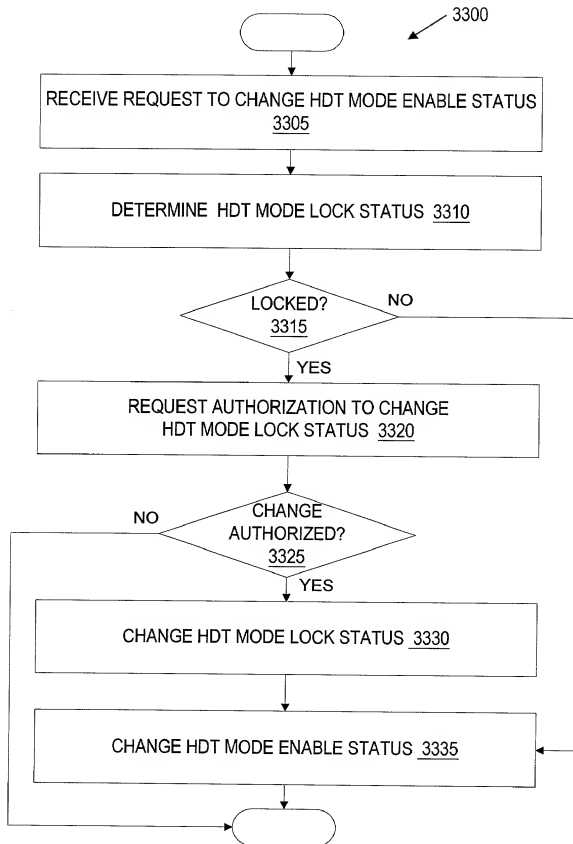 3300
RECEIVE REQUEST TO CHANGE HDT MODE ENABLE STATUS
3305
DETERMINE HDT MODE LOCK STATUS 3310
LOCKED?
3315
NO
YES
REQUEST AUTHORIZATION TO CHANGE
HDT MODE LOCK STATUS 3320
NO
CHANGE
AUTHORIZED?
3325
YES
CHANGE HDT MODE LOCK STATUS 3330
CHANGE HDT MODE ENABLE STATUS 3335